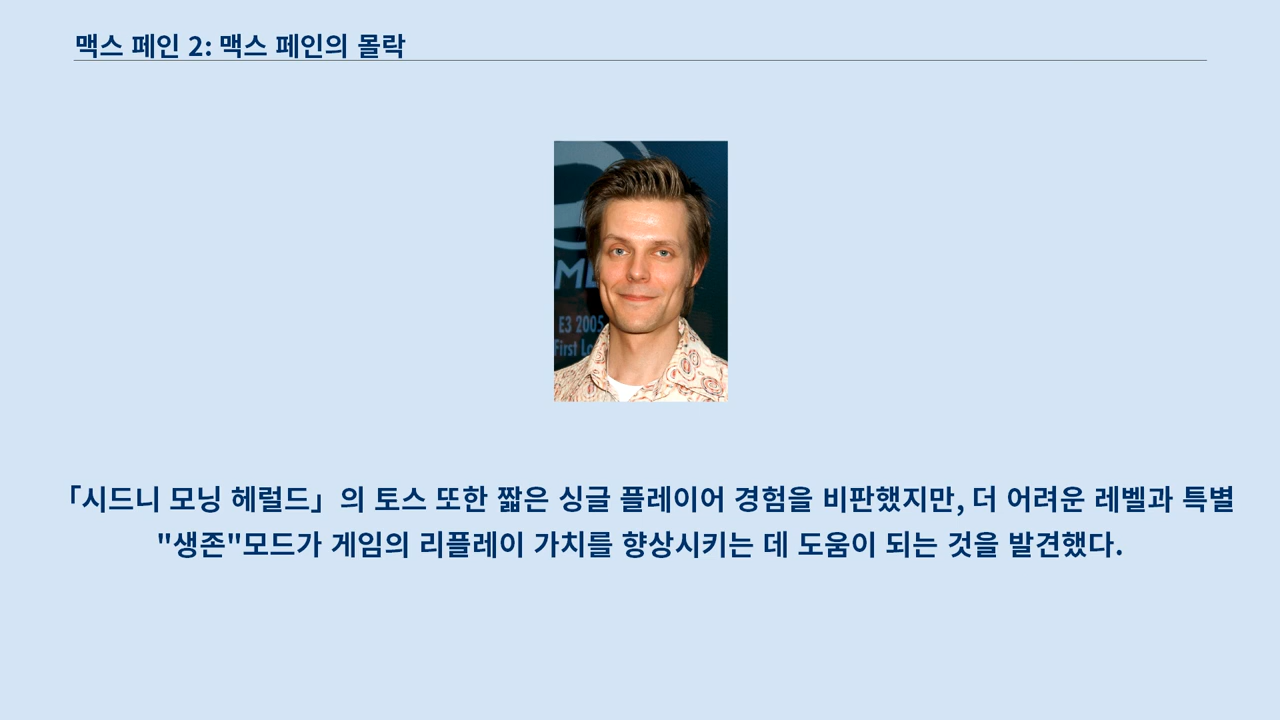 맥스 페인 2: 맥스 페인의 몰락
E3 2005
First Lo
「시드니 모닝 헤럴드」의 토스 또한 짧은 싱글 플레이어 경험을 비판했지만, 더 어려운 레벨과 특별
"생존"모드가 게임의 리플레이 가치를 향상시키는 데 도움이 되는 것을 발견했다.